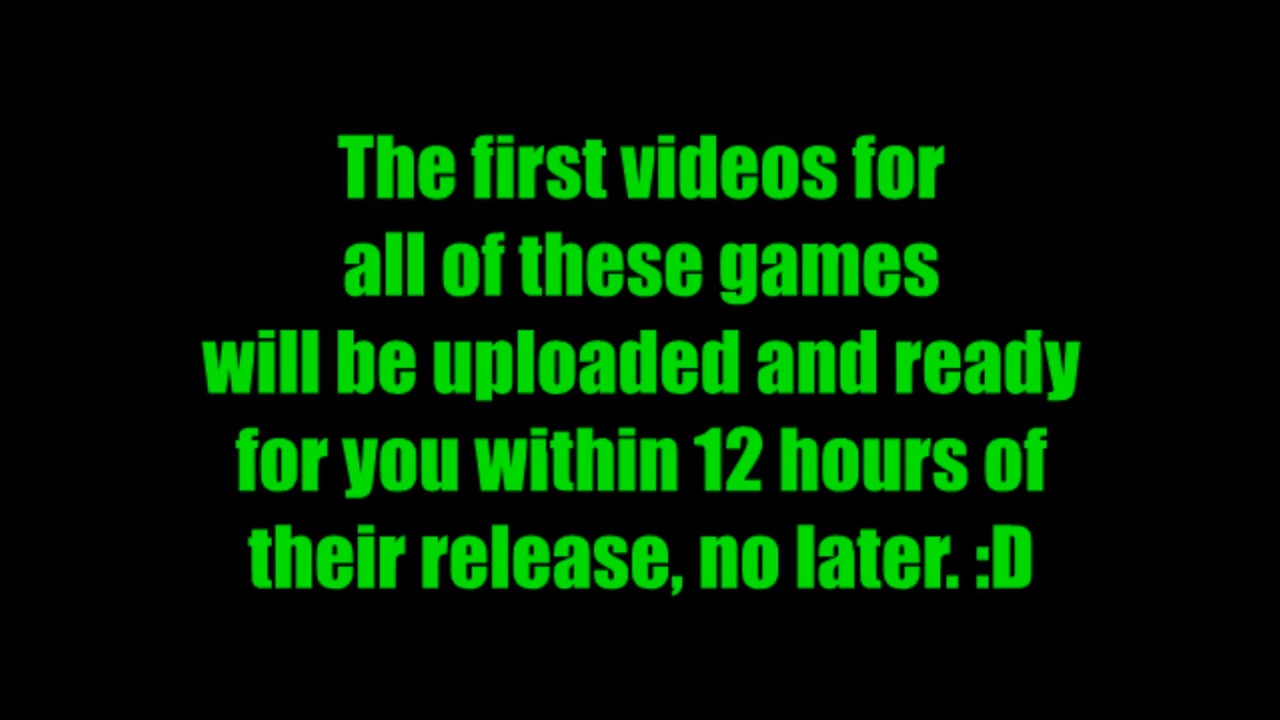 The first videos for
all of these games
will be uploaded and ready
for you within 12 hours of
their release, no later. :D